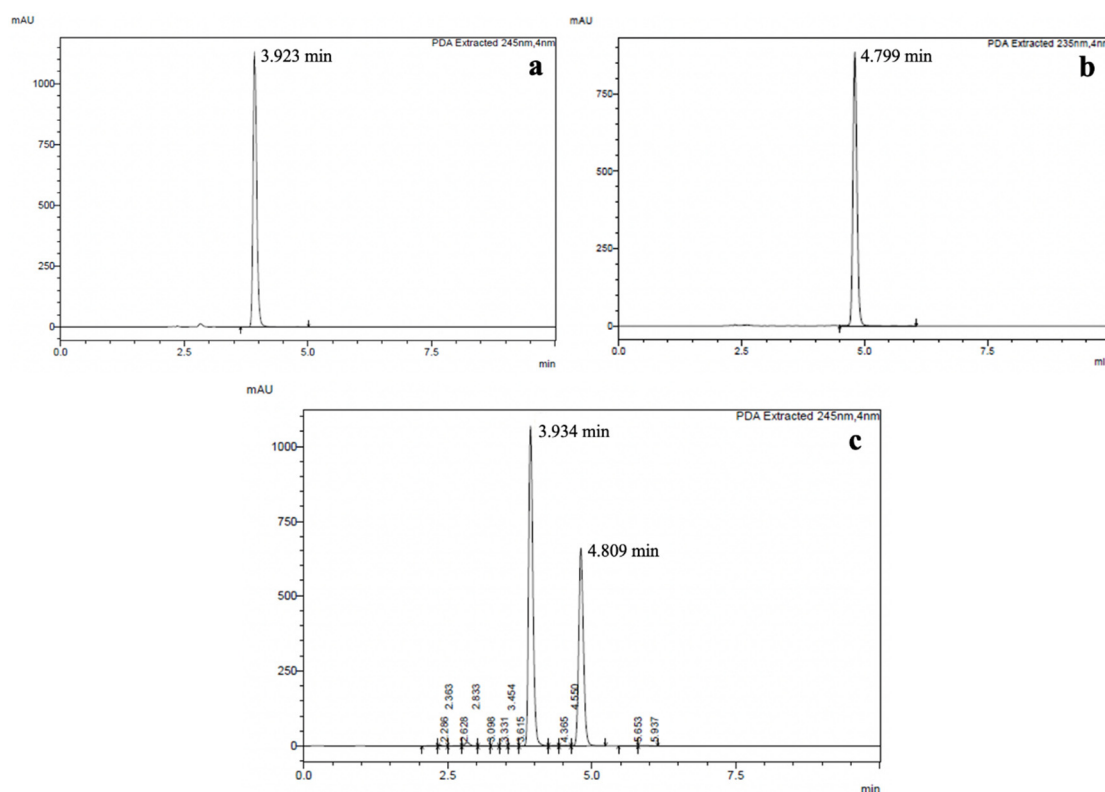 mAU
PDA Extracted 245nm,4nm
3.923 min
a
1000
750
500
250
0
0.0 2.5 5.0 7.5
min
mAU
PDA Extracted 235nm,4nm
4.799 min
b
750
500
250
0
0.0 2.5 5.0 7.5
mi
mAU
PDA Extracted 245nm,4nm
3.934 min
c
1000
4.809 min
750
500
250
0
2.286
2.363
2.628
2.833
3.098
3.331
3.454
3.615
4.365
4.550
5.653
5.937
0.0 2.5 5.0 7.5
min